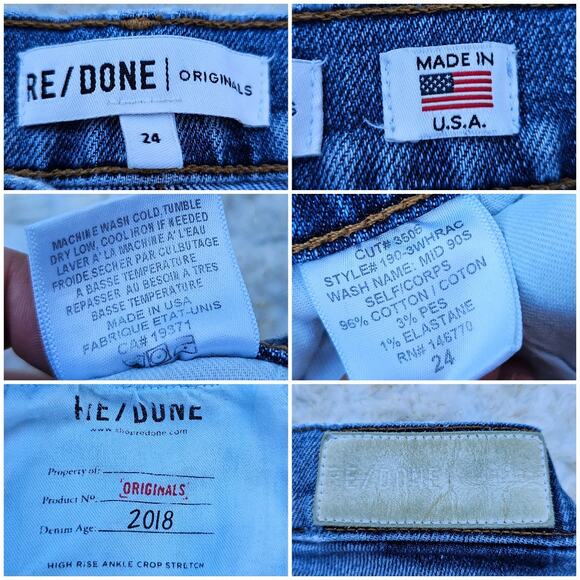 RE/DONE | ORIGINALS
24
MADE IN
U.S.A.
MACHINE WASH COLD, TUMBLE
DRY LOW, COOL IRON IF NEEDED
LAVER A' LA MACHINE A' L'EAU
FROIDE SECHER PAR CULBUTAGE
A BASSE TEMPERATURE
REPASSER AU BESOIN A TRES
BASSE TEMPERATURE
MADE IN USA
FABRIQUE ETAT-UNIS
CA# 19371
CUT# 3505
STYLE# 190-3WHRAC
WASH NAME: MID 90S
SELF/CORPS
96% COTTON / COTON
3% PES
1% ELASTANE
RN# 146770
24
RE/DONE
www.shopredone.com
Property of:
Product Nº. ORIGINALS
Denim Age: 2018
HIGH RISE ANKLE CROP STRETCH
RE/DONE